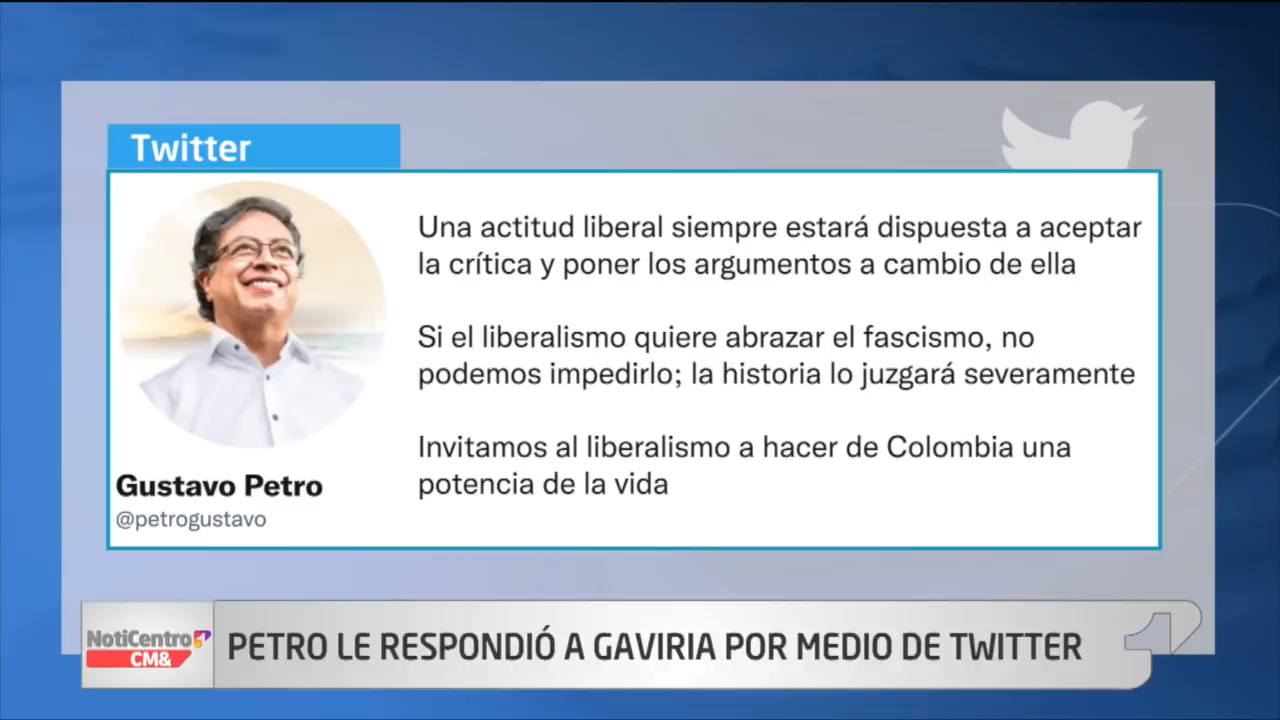 Twitter
Una actitud liberal siempre estará dispuesta a aceptar
la crítica y poner los argumentos a cambio de ella
Si el liberalismo quiere abrazar el fascismo, no
podemos impedirlo; la historia lo juzgará severamente
Invitamos al liberalismo a hacer de Colombia una
potencia de la vida
Gustavo Petro
@petrogustavo
NotiCentro 1
CM&
PETRO LE RESPONDIÓ A GAVIRIA POR MEDIO DE TWITTER
1